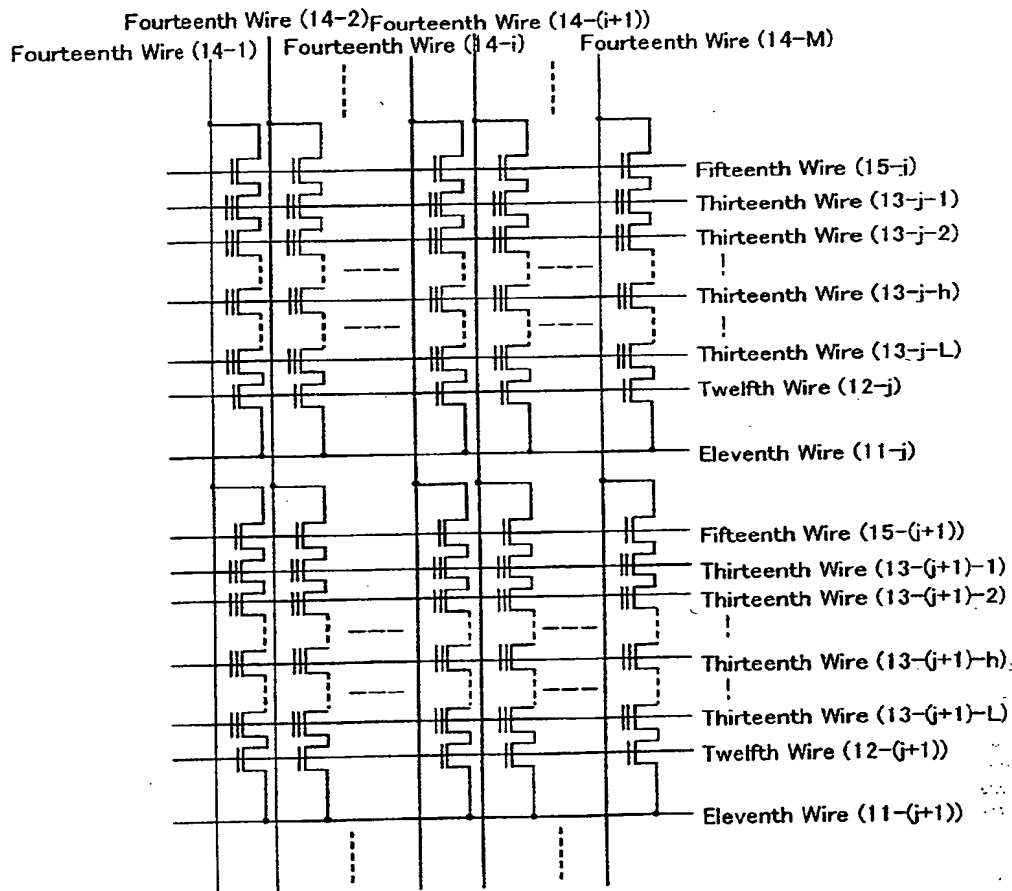 Fourteenth Wire (14-2) Fourteenth Wire (14-(i+1))
Fourteenth Wire (14-1) Fourteenth Wire (14-i) Fourteenth Wire (14-M)
Fifteenth Wire (15-j)
Thirteenth Wire (13-j-1)
Thirteenth Wire (13-j-2)
Thirteenth Wire (13-j-h)
Thirteenth Wire (13-j-L)
Twelfth Wire (12-j)
Eleventh Wire (11-j)
Fifteenth Wire (15-(j+1))
Thirteenth Wire (13-(j+1)-1)
Thirteenth Wire (13-(j+1)-2)
Thirteenth Wire (13-(j+1)-h)
Thirteenth Wire (13-(j+1)-L)
Twelfth Wire (12-(j+1))
Eleventh Wire (11-(j+1))